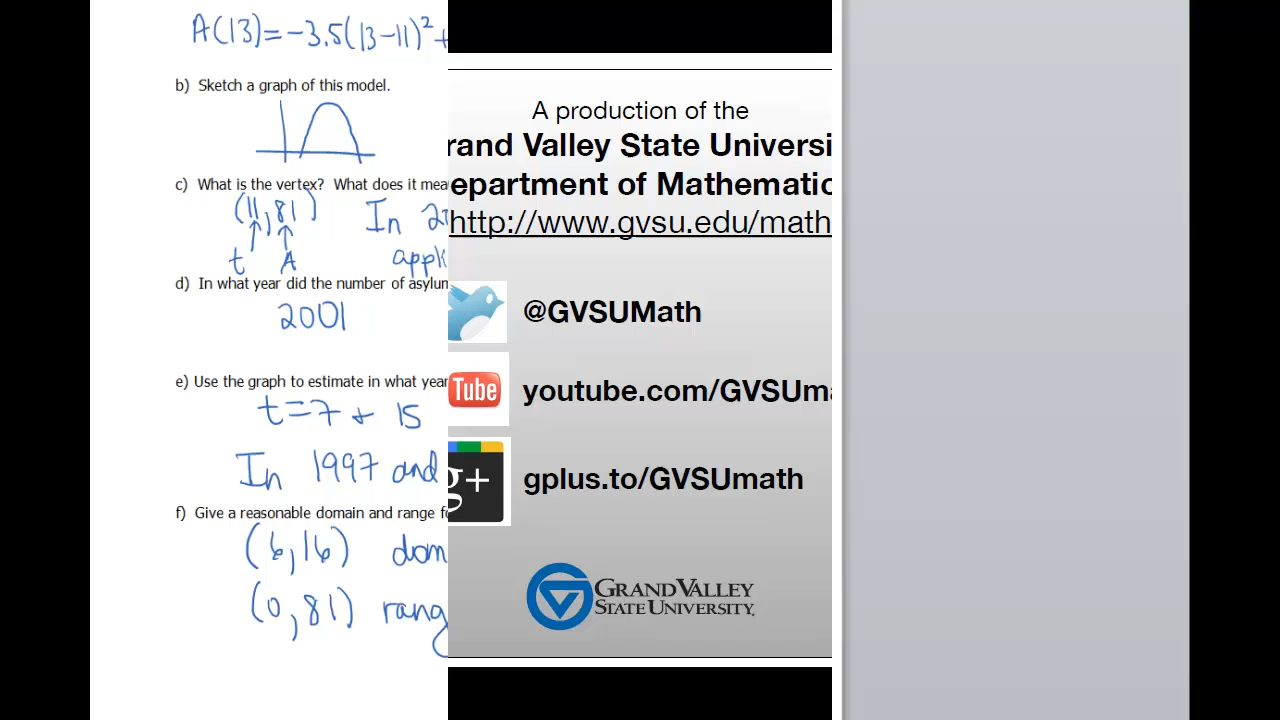 A(13) = -3.5(13-11)² +
b) Sketch a graph of this model.
c) What is the vertex? What does it mea
(11, 81) In 2
t A appl
d) In what year did the number of asylum
2001
e) Use the graph to estimate in what year
t = 7 + 15
In 1997 and
f) Give a reasonable domain and range fo
(6, 16) dom
(0, 81) rang
A production of the
rand Valley State Universi
epartment of Mathematic
http://www.gvsu.edu/math
@GVSUMath
Tube youtube.com/GVSUma
g+ gplus.to/GVSUmath
GRAND VALLEY
STATE UNIVERSITY.